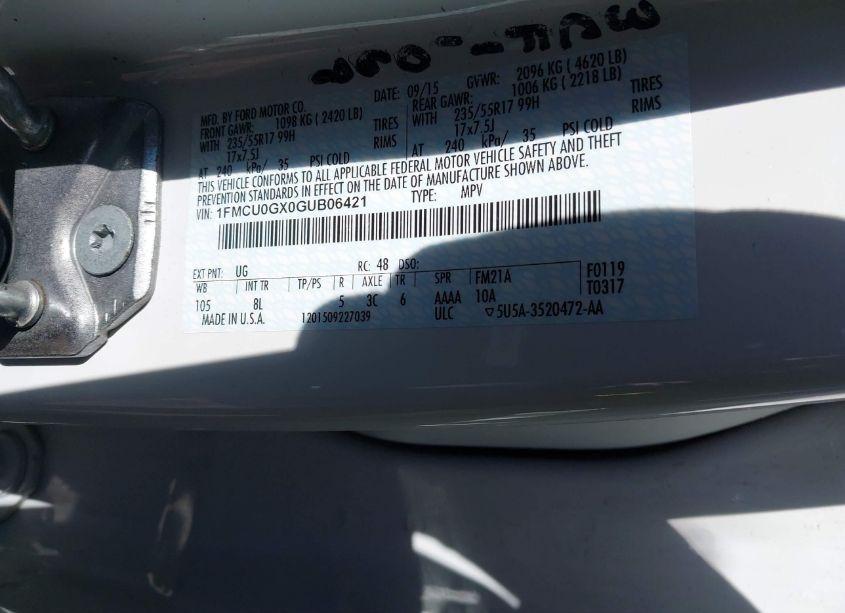 DATE: 09/15 GVWR: 2096 KG ( 4620 LB)
MFD. BY FORD MOTOR CO.
FRONT GAWR: 1098 KG ( 2420 LB) REAR GAWR: 1006 KG ( 2218 LB)
WITH 235/55R17 99H TIRES WITH 235/55R17 99H TIRES
17x7.5J RIMS 17x7.5J RIMS
AT 240 kPa/ 35 PSI COLD AT 240 kPa/ 35 PSI COLD
THIS VEHICLE CONFORMS TO ALL APPLICABLE FEDERAL MOTOR VEHICLE SAFETY AND THEFT
PREVENTION STANDARDS IN EFFECT ON THE DATE OF MANUFACTURE SHOWN ABOVE.
VIN: 1FMCU0GX0GUB06421 TYPE: MPV
EXT PNT: UG RC: 48 DSO:
WB INT TR TP/PS R AXLE TR SPR FM21A F0119
105 8L 5 3C 6 AAAA 10A T0317
MADE IN U.S.A. 1201509227039 ULC ▽5U5A-3520472-AA